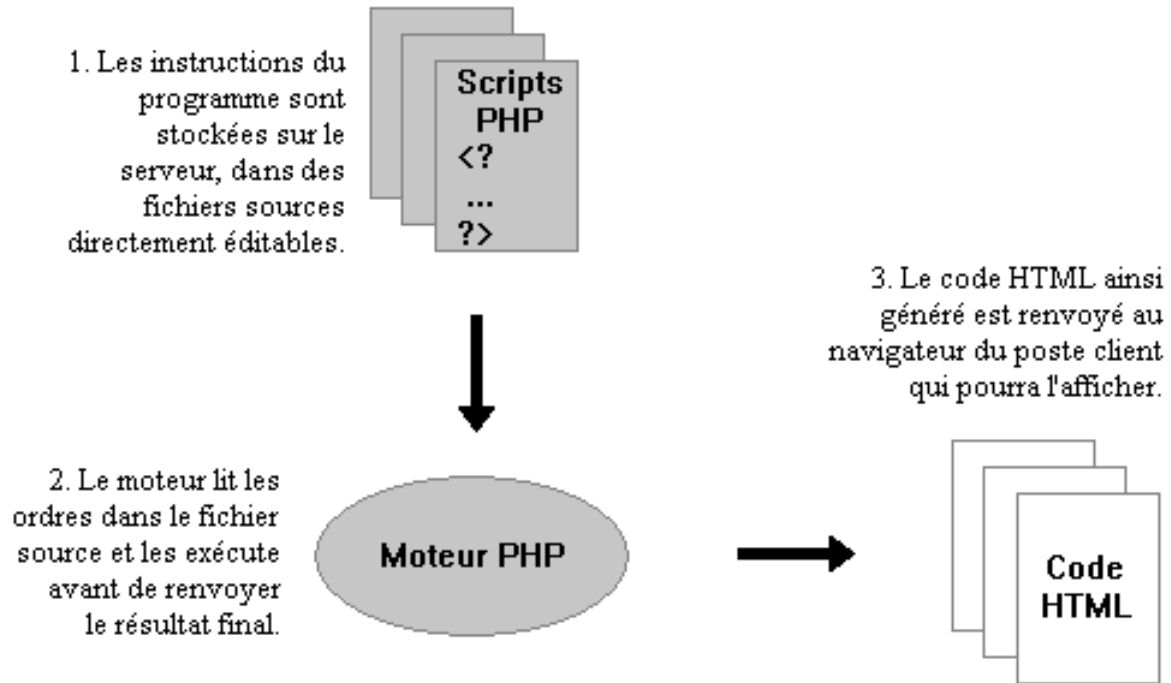 1. Les instructions du
programme sont
stockées sur le
serveur, dans des
fichiers sources
directement éditables.
Scripts
PHP
<?
...
?>
3. Le code HTML ainsi
généré est renvoyé au
navigateur du poste client
qui pourra l'afficher.
2. Le moteur lit les
ordres dans le fichier
source et les exécute
avant de renvoyer
le résultat final.
Moteur PHP
Code
HTML